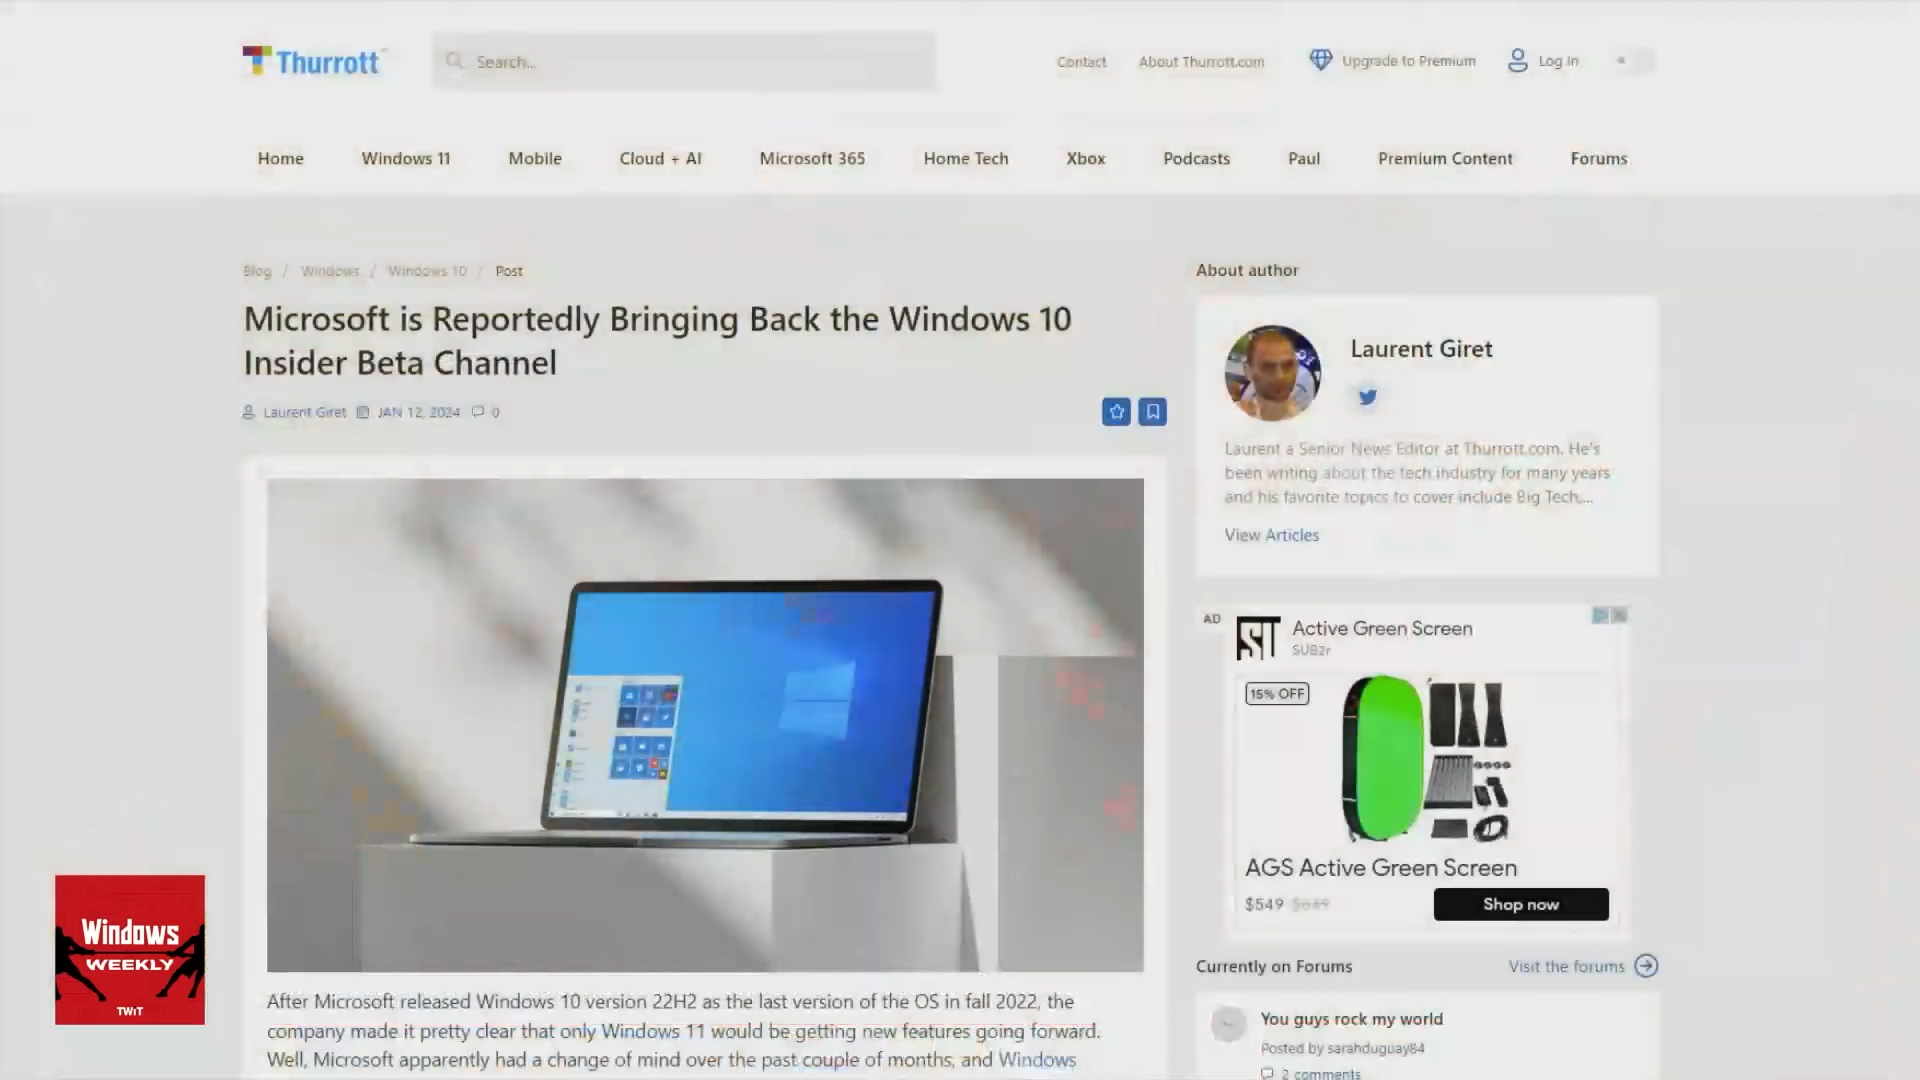 Thurrott
Search...
Contact
About Thurrott.com
Upgrade to Premium
Log In
Home
Windows 11
Mobile
Cloud + AI
Microsoft 365
Home Tech
Xbox
Podcasts
Paul
Premium Content
Forums
Blog / Windows / Windows 10 / Post
Microsoft is Reportedly Bringing Back the Windows 10
Insider Beta Channel
Laurent Giret JAN 12, 2024 0
After Microsoft released Windows 10 version 22H2 as the last version of the OS in fall 2022, the
company made it pretty clear that only Windows 11 would be getting new features going forward.
Well, Microsoft apparently had a change of mind over the past couple of months, and Windows
About author
Laurent Giret
Laurent a Senior News Editor at Thurrott.com. He's
been writing about the tech industry for many years
and his favorite topics to cover include Big Tech,...
View Articles
AD
ST
Active Green Screen
SUB2r
15% OFF
AGS Active Green Screen
$549 $649
Shop now
Currently on Forums
Visit the forums
You guys rock my world
Posted by sarahduguay84
2 comments
Windows
WEEKLY
TWiT